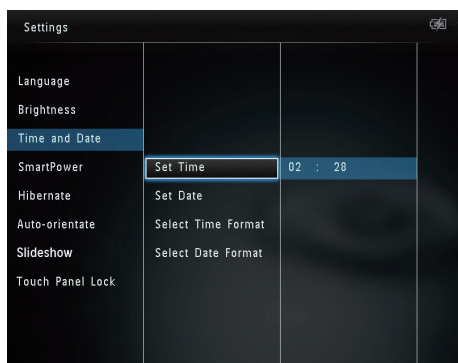 Settings
Language
Brightness
Time and Date
SmartPower
Hibernate
Auto-orientate
Slideshow
Touch Panel Lock
Set Time
Set Date
Select Time Format
Select Date Format
02 : 28